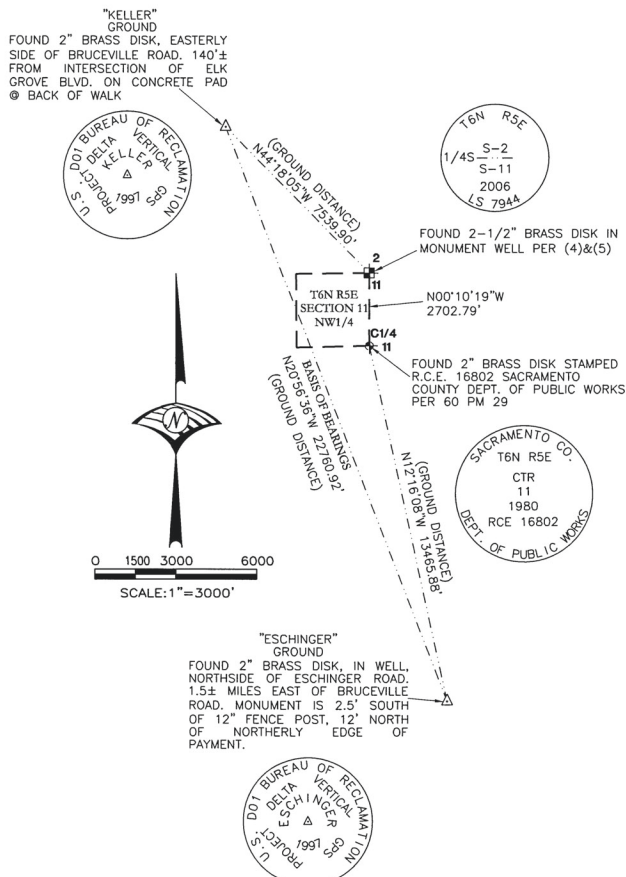 "KELLER"
GROUND
FOUND 2" BRASS DISK, EASTERLY
SIDE OF BRUCEVILLE ROAD. 140'±
FROM INTERSECTION OF ELK
GROVE BLVD. ON CONCRETE PAD
@ BACK OF WALK
U.S. D01 BUREAU OF RECLAMATION
PROJECT DELTA VERTICAL GPS
KELLER
1997
(GROUND DISTANCE)
N44°18'05"W 7539.90'
T6N R5E
1/4S S-2
S-11
2006
LS 7944
FOUND 2-1/2" BRASS DISK IN
MONUMENT WELL PER (4)&(5)
2
11
T6N R5E
SECTION 11
NW1/4
N00°10'19"W
2702.79'
C1/4
11
FOUND 2" BRASS DISK STAMPED
R.C.E. 16802 SACRAMENTO
COUNTY DEPT. OF PUBLIC WORKS
PER 60 PM 29
BASIS OF BEARINGS
N20°56'36"W 22760.92'
(GROUND DISTANCE)
(GROUND DISTANCE)
N12°16'08"W 13465.88'
SACRAMENTO CO.
T6N R5E
CTR
11
1980
RCE 16802
DEPT. OF PUBLIC WORKS
N
0 1500 3000 6000
SCALE:1"=3000'
"ESCHINGER"
GROUND
FOUND 2" BRASS DISK, IN WELL,
NORTHSIDE OF ESCHINGER ROAD.
1.5± MILES EAST OF BRUCEVILLE
ROAD. MONUMENT IS 2.5' SOUTH
OF 12" FENCE POST, 12' NORTH
OF NORTHERLY EDGE OF
PAYMENT.
U.S. D01 BUREAU OF RECLAMATION
PROJECT DELTA VERTICAL GPS
ESCHINGER
1997